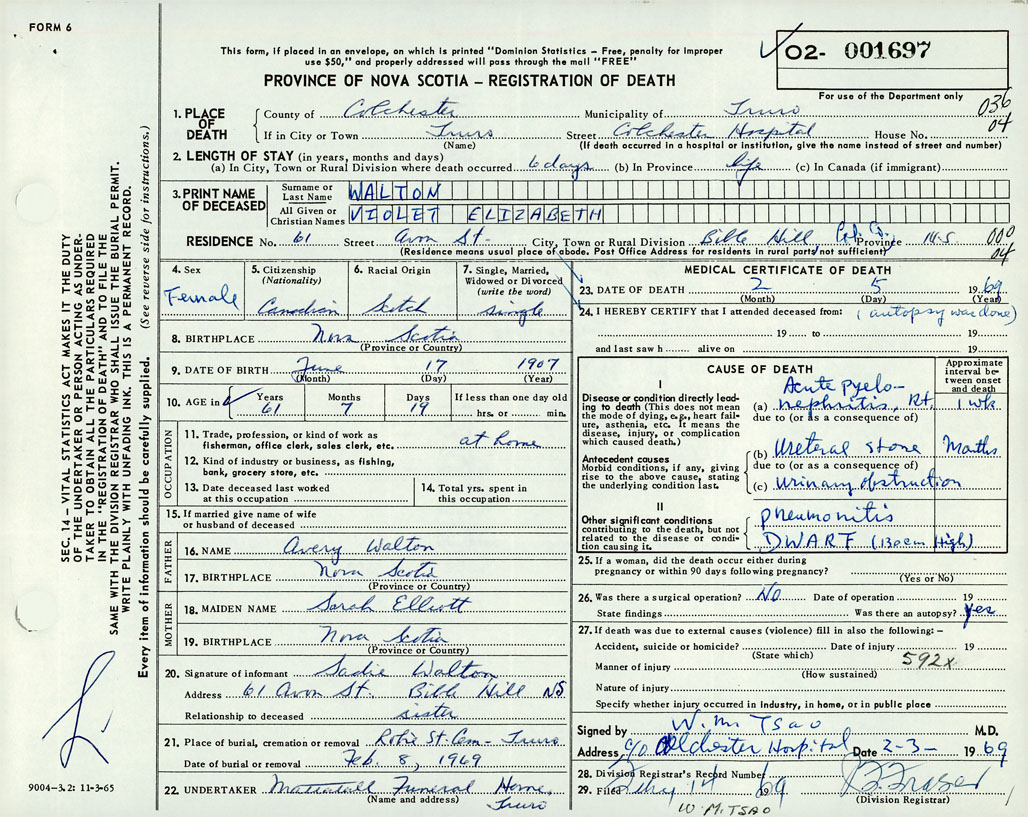 FORM 6
This form, if placed in an envelope, on which is printed "Dominion Statistics – Free, penalty for improper
use $50," and properly addressed will pass through the mail "FREE"
PROVINCE OF NOVA SCOTIA – REGISTRATION OF DEATH
02- 001697
For use of the Department only
036
04
1. PLACE OF DEATH
County of Colchester Municipality of Truro
If in City or Town Truro Street Colchester Hospital House No.
(Name) (If death occurred in a hospital or institution, give the name instead of street and number)
2. LENGTH OF STAY (in years, months and days)
(a) In City, Town or Rural Division where death occurred 6 days (b) In Province life (c) In Canada (if immigrant)
3. PRINT NAME OF DECEASED
Surname or Last Name WALTON
All Given or Christian Names VIOLET ELIZABETH
RESIDENCE No. 61 Street Avon St- City, Town or Rural Division Bible Hill, Col. Co. Province N.S. 000
04
(Residence means usual place of abode. Post Office Address for residents in rural parts not sufficient)
4. Sex
Female
5. Citizenship
(Nationality)
Canadian
6. Racial Origin
Scotch
7. Single, Married,
Widowed or Divorced
(write the word)
single
8. BIRTHPLACE Nova Scotia
(Province or Country)
9. DATE OF BIRTH June 17 1907
(Month) (Day) (Year)
10. AGE in
Years Months Days If less than one day old
61 7 19 hrs. or min.
OCCUPATION
11. Trade, profession, or kind of work as
fisherman, office clerk, sales clerk, etc. at home
12. Kind of industry or business, as fishing,
bank, grocery store, etc.
13. Date deceased last worked
at this occupation
14. Total yrs. spent in
this occupation
15. If married give name of wife
or husband of deceased
FATHER
16. NAME Avery Walton
17. BIRTHPLACE Nova Scotia
(Province or Country)
MOTHER
18. MAIDEN NAME Sarah Elliott
19. BIRTHPLACE Nova Scotia
(Province or Country)
20. Signature of informant Sadie Walton
Address 61 Avon St. Bible Hill NS
Relationship to deceased sister
21. Place of burial, cremation or removal Robie St. Cem- Truro
Date of burial or removal Feb. 8, 1969
22. UNDERTAKER Mattatall Funeral Home,
(Name and address) Truro
MEDICAL CERTIFICATE OF DEATH
23. DATE OF DEATH 2 5 1969
(Month) (Day) (Year)
24. I HEREBY CERTIFY that I attended deceased from: (autopsy was done)
19 to 19
and last saw h alive on 19
CAUSE OF DEATH
Approximate
interval be-
tween onset
and death
I
Disease or condition directly lead-
ing to death (This does not mean
the mode of dying, e.g., heart fail-
ure, asthenia, etc. It means the
disease, injury, or complication
which caused death.)
Acute Pyelo-
(a) nephritis, Rt. 1 wk
due to (or as a consequence of)
Antecedent causes
Morbid conditions, if any, giving
rise to the above cause, stating
the underlying condition last.
(b) Ureteral stone Months
due to (or as a consequence of)
(c) Urinary obstruction
II
Other significant conditions
contributing to the death, but not
related to the disease or condi-
tion causing it.
pneumonitis
DWARF (130cm High)
25. If a woman, did the death occur either during
pregnancy or within 90 days following pregnancy?
(Yes or No)
26. Was there a surgical operation? No Date of operation 19
State findings Was there an autopsy? Yes
27. If death was due to external causes (violence) fill in also the following: –
Accident, suicide or homicide? Date of injury 19
(State which) 592x
Manner of injury
(How sustained)
Nature of injury
Specify whether injury occurred in industry, in home, or in public place
Signed by W.M. TSAO M.D.
Address c/o Colchester Hospital Date 2-3- 1969
28. Division Registrar's Record Number
29. Filed 14 1969
(Division Registrar)
W. M. TSAO
SEC. 14 – VITAL STATISTICS ACT MAKES IT THE DUTY
OF THE UNDERTAKER OR PERSON ACTING AS UNDER-
TAKER TO OBTAIN ALL THE PARTICULARS REQUIRED
IN THE "REGISTRATION OF DEATH" AND TO FILE THE
SAME WITH THE DIVISION REGISTRAR WHO SHALL ISSUE THE BURIAL PERMIT.
WRITE PLAINLY WITH UNFADING INK. THIS IS A PERMANENT RECORD.
Every item of information should be carefully supplied. (See reverse side for instructions.)
9004-3.2: 11-3-65